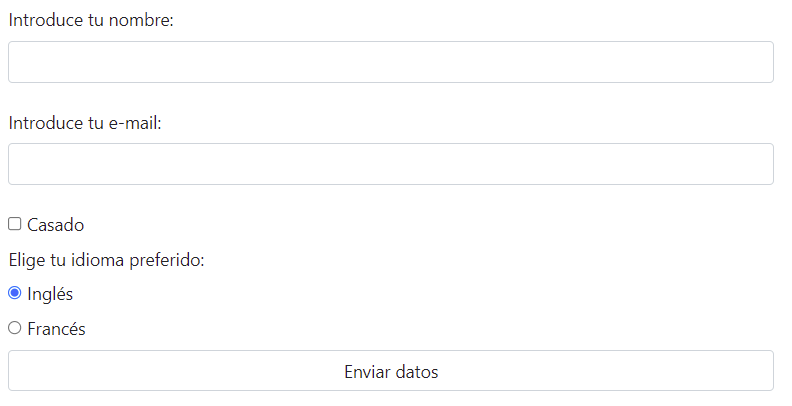 Introduce tu nombre:
Introduce tu e-mail:
Casado
Elige tu idioma preferido:
Inglés
Francés
Enviar datos